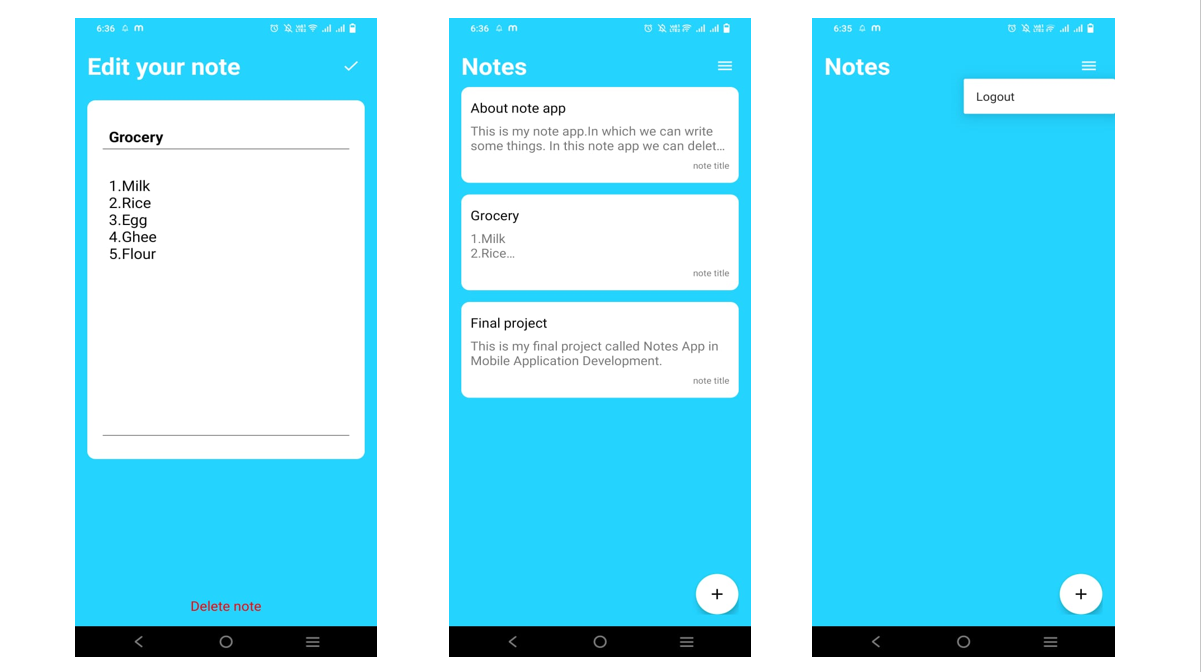 6:36
Edit your note
Grocery
1.Milk
2.Rice
3.Egg
4.Ghee
5.Flour
Delete note
6:36
Notes
About note app
This is my note app.In which we can write
some things. In this note app we can delet...
note title
Grocery
1.Milk
2.Rice...
note title
Final project
This is my final project called Notes App in
Mobile Application Development.
note title
+
6:35
Notes
Logout
+